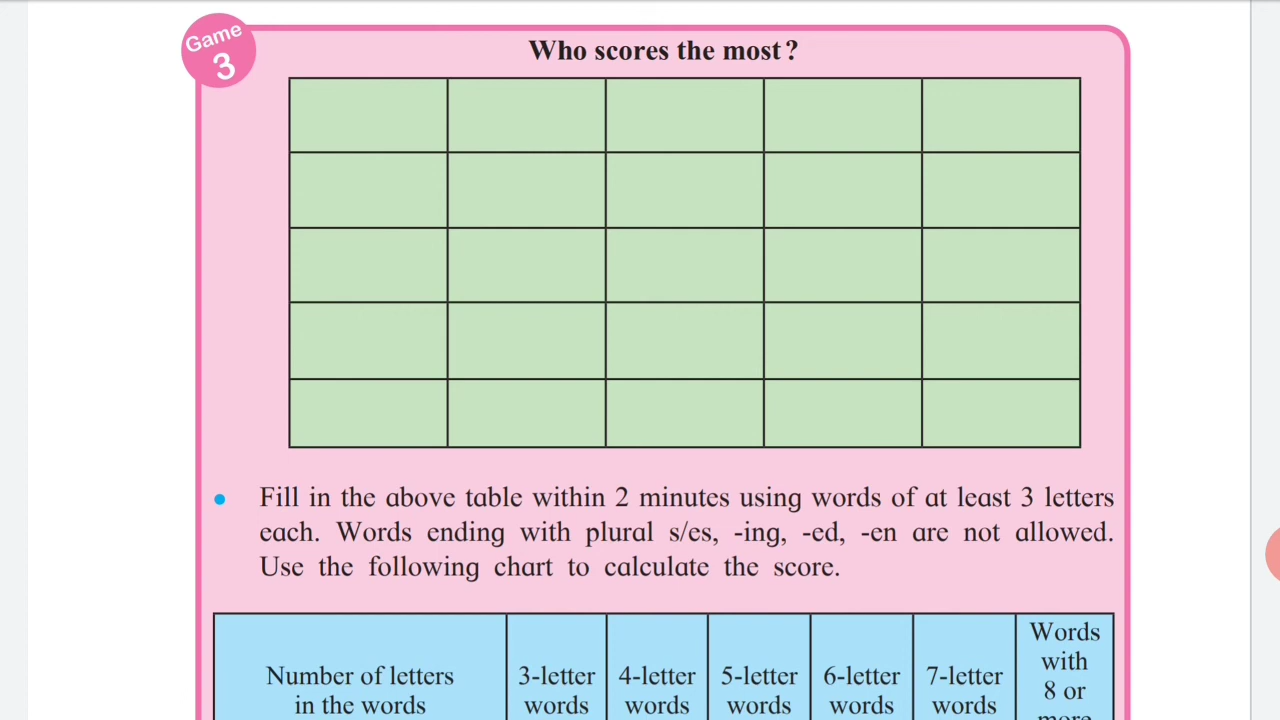 Game
3
Who scores the most?
Fill in the above table within 2 minutes using words of at least 3 letters
each. Words ending with plural s/es, -ing, -ed, -en are not allowed.
Use the following chart to calculate the score.
Number of letters
in the words
3-letter
words
4-letter
words
5-letter
words
6-letter
words
7-letter
words
Words
with
8 or
more